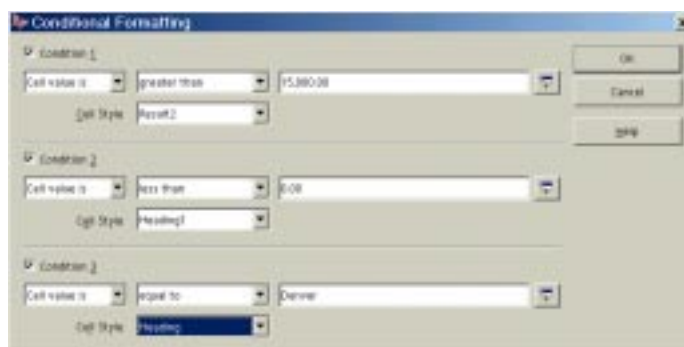 Conditional Formatting
Condition 1
Cell value is greater than 15,000.00
Cell Style Result2
Condition 2
Cell value is less than 0.00
Cell Style Heading1
Condition 3
Cell value is equal to Denver
Cell Style Heading
OK
Cancel
Help